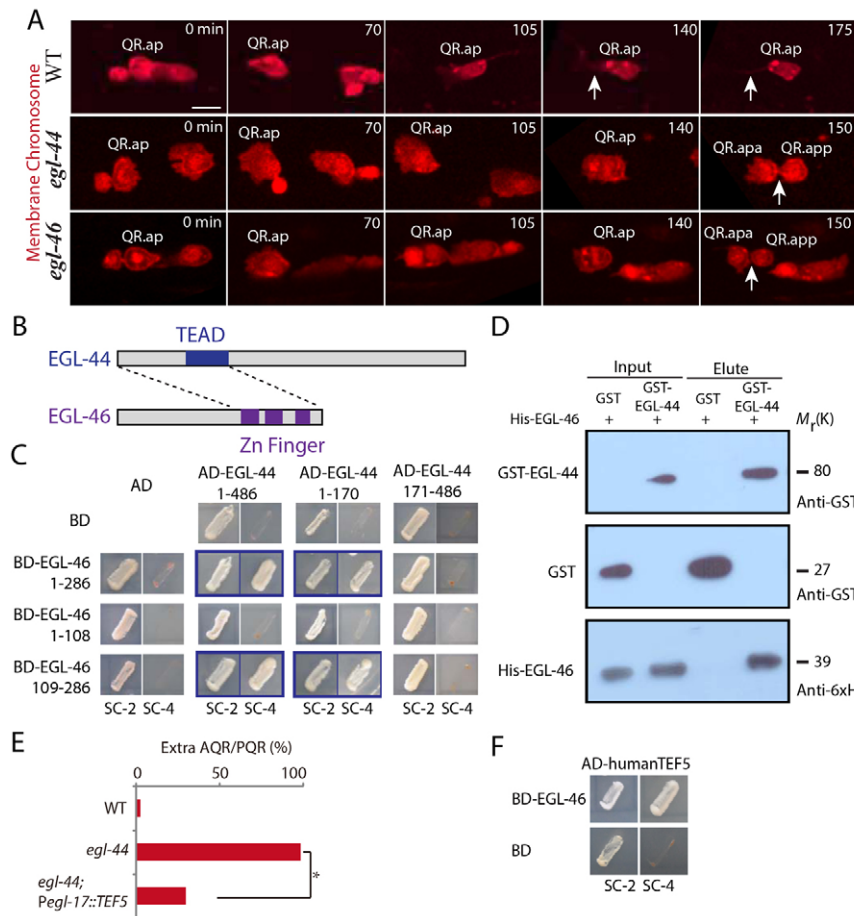 A
Membrane Chromosome
WT
0 min
QR.ap
70
QR.ap
105
QR.ap
140
QR.ap
175
QR.ap
egl-44
0 min
QR.ap
70
QR.ap
105
QR.ap
140
QR.ap
150
QR.apa
QR.app
egl-46
0 min
QR.ap
70
QR.ap
105
QR.ap
140
QR.ap
150
QR.apa
QR.app
B
TEAD
EGL-44
EGL-46
Zn Finger
C
AD
AD-EGL-44
1-486
AD-EGL-44
1-170
AD-EGL-44
171-486
BD
BD-EGL-46
1-286
BD-EGL-46
1-108
BD-EGL-46
109-286
SC-2 SC-4
SC-2 SC-4
SC-2 SC-4
SC-2 SC-4
D
Input
Elute
GST
GST-
EGL-44
GST
GST-
EGL-44
His-EGL-46 + + + +
Mr(K)
GST-EGL-44
80
Anti-GST
GST
27
Anti-GST
His-EGL-46
39
Anti-6xH
E
Extra AQR/PQR (%)
0 50 100
WT
egl-44
egl-44;
Pegl-17::TEF5
*
F
AD-humanTEF5
BD-EGL-46
BD
SC-2 SC-4